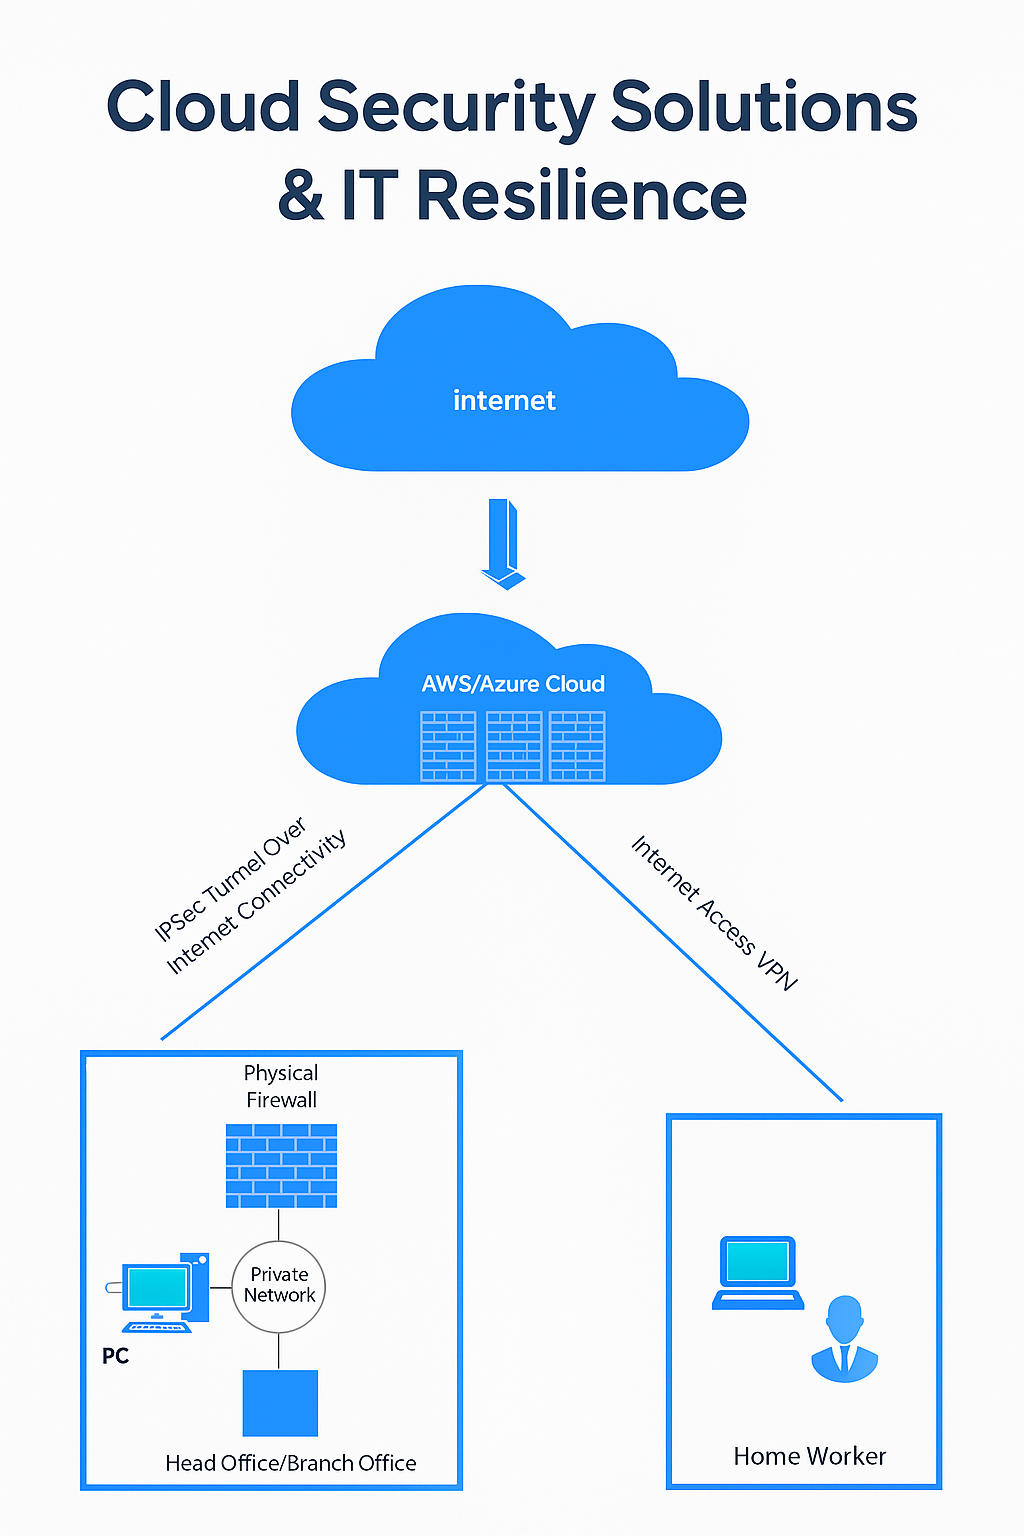 Cloud Security Solutions
& IT Resilience
internet
AWS/Azure Cloud
IPSec Turmel Over
Internet Connectivity
Internet Access VPN
Physical
Firewall
Private
Network
PC
Head Office/Branch Office
Home Worker